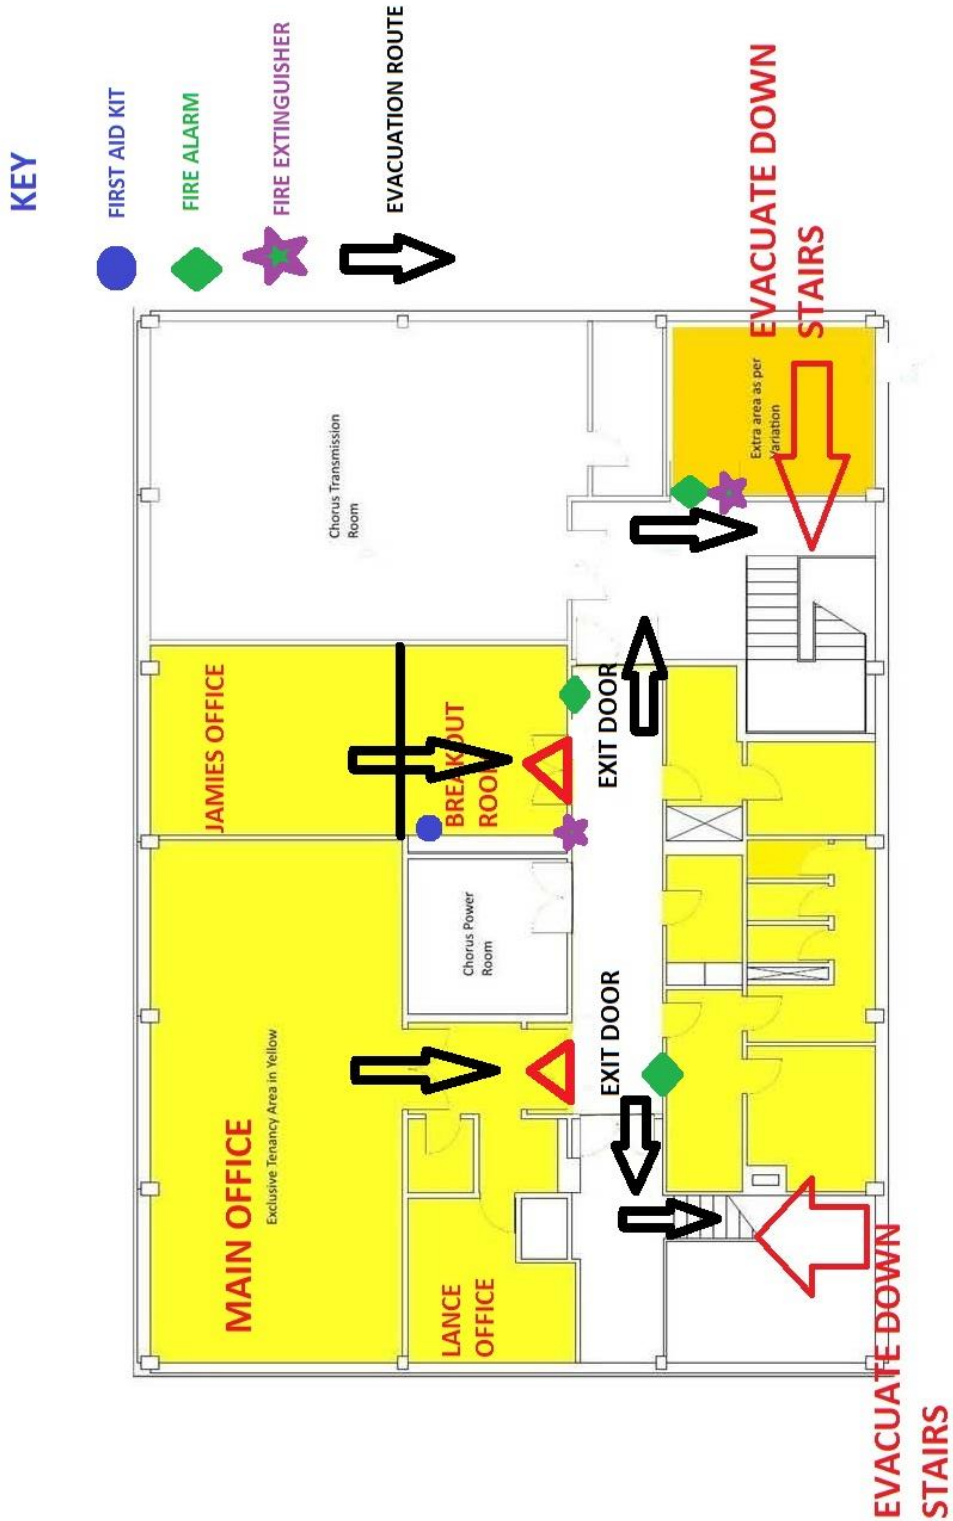 KEY
FIRST AID KIT
FIRE ALARM
FIRE EXTINGUISHER
EVACUATION ROUTE
JAMIES OFFICE
Chorus Transmission
Room
BREAKOUT
ROOM
EXIT DOOR
Extra area as per
Variation
EVACUATE DOWN
STAIRS
MAIN OFFICE
Exclusive Tenancy Area in Yellow
Chorus Power
Room
LANCE
OFFICE
EXIT DOOR
EVACUATE DOWN
STAIRS